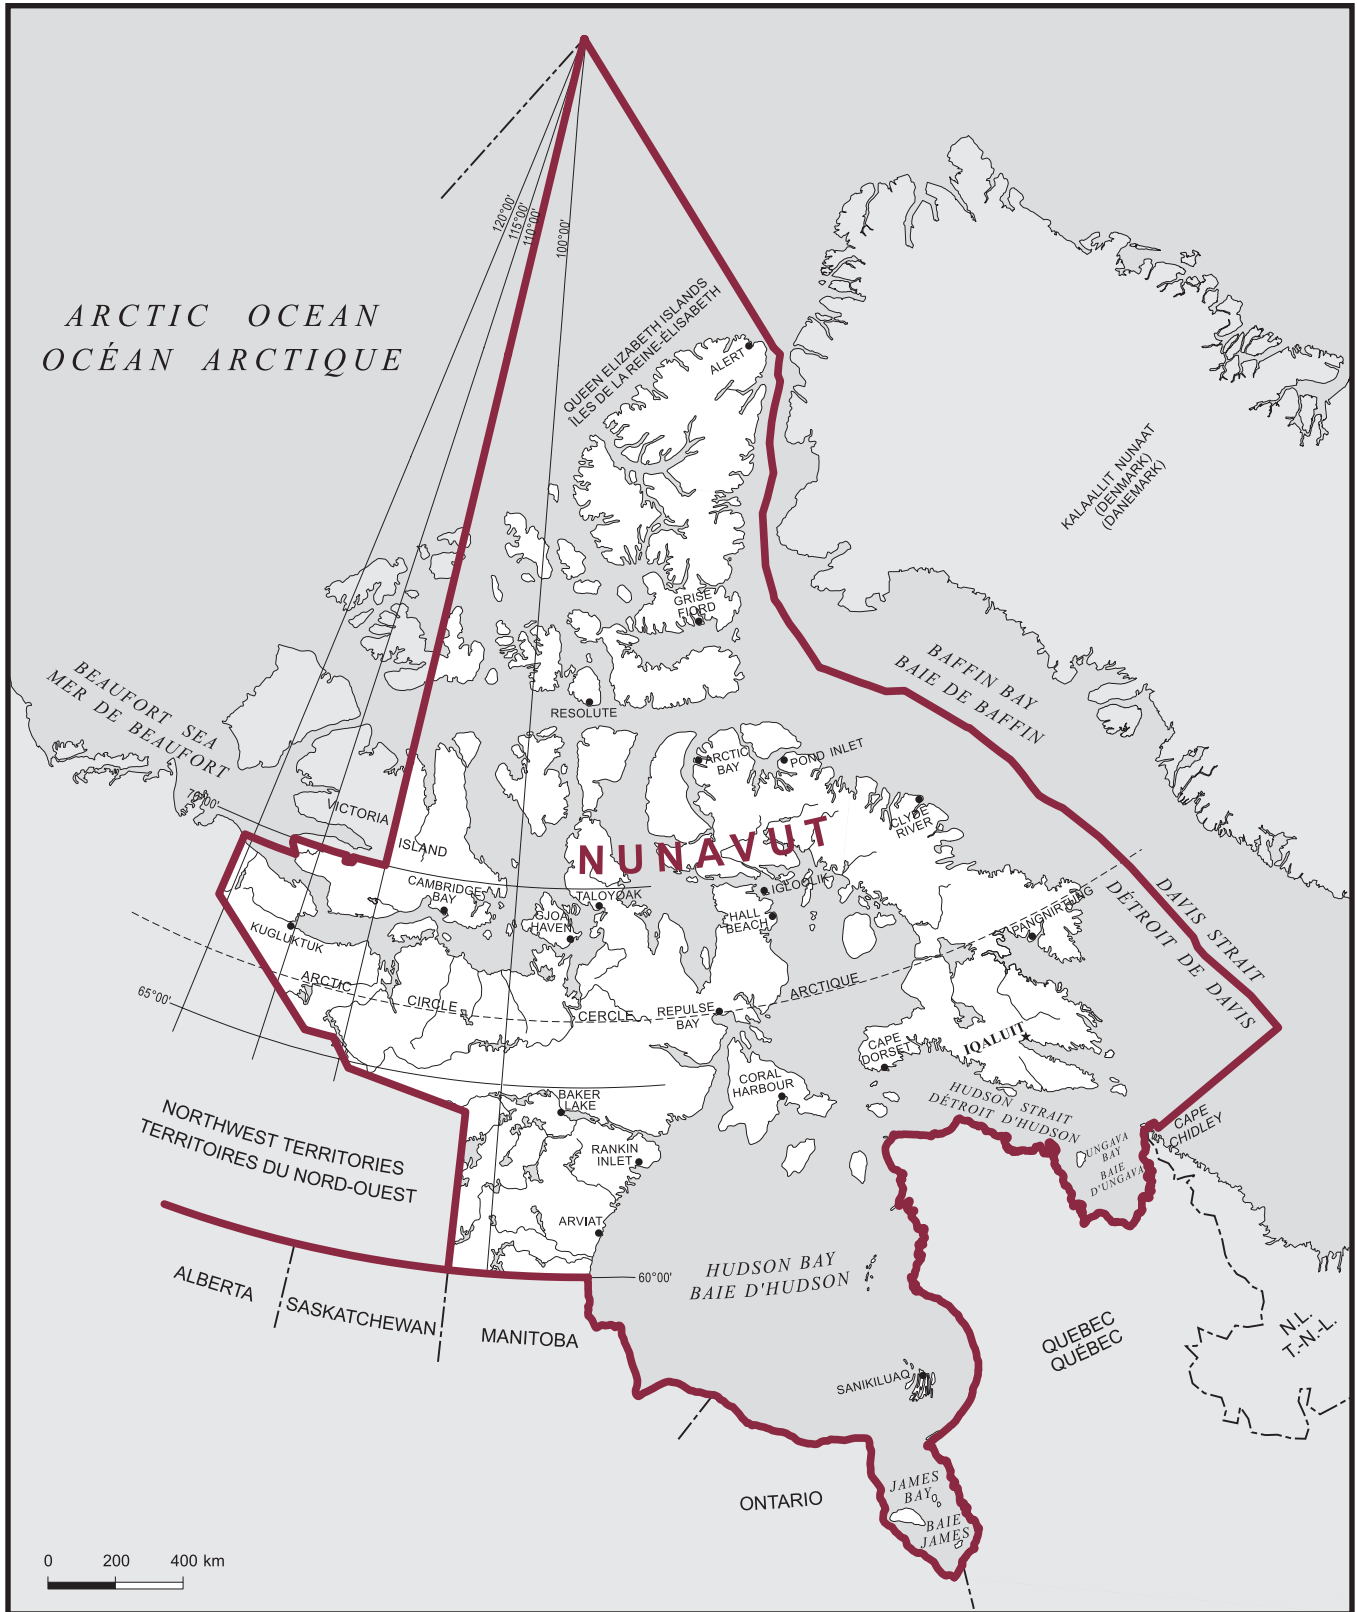 120°00'
115°00'
110°00'
100°00'
ARCTIC OCEAN
OCÉAN ARCTIQUE
QUEEN ELIZABETH ISLANDS
ÎLES DE LA REINE-ÉLISABETH
ALERT
KALAALLIT NUNAAT
(DENMARK)
(DANEMARK)
GRISE
FIORD
BEAUFORT SEA
MER DE BEAUFORT
BAFFIN BAY
BAIE DE BAFFIN
RESOLUTE
ARCTIC
BAY
POND INLET
70°00'
VICTORIA
ISLAND
CLYDE
RIVER
NUNAVUT
CAMBRIDGE
BAY
TALOYOAK
IGLOOLIK
GJOA
HAVEN
HALL
BEACH
PANGNIRTUNG
DAVIS STRAIT
DÉTROIT DE DAVIS
KUGLUKTUK
65°00'
ARCTIC
CIRCLE
CERCLE
ARCTIQUE
REPULSE
BAY
CAPE
DORSET
IQALUIT
CORAL
HARBOUR
BAKER
LAKE
HUDSON STRAIT
DÉTROIT D'HUDSON
CAPE
CHIDLEY
UNGAVA
BAY
BAIE
D'UNGAVA
NORTHWEST TERRITORIES
TERRITOIRES DU NORD-OUEST
RANKIN
INLET
ARVIAT
60°00'
HUDSON BAY
BAIE D'HUDSON
ALBERTA
SASKATCHEWAN
MANITOBA
QUEBEC
QUÉBEC
N.L.
T.-N.-L.
SANIKILUAQ
ONTARIO
JAMES
BAY
BAIE
JAMES
0 200 400 km